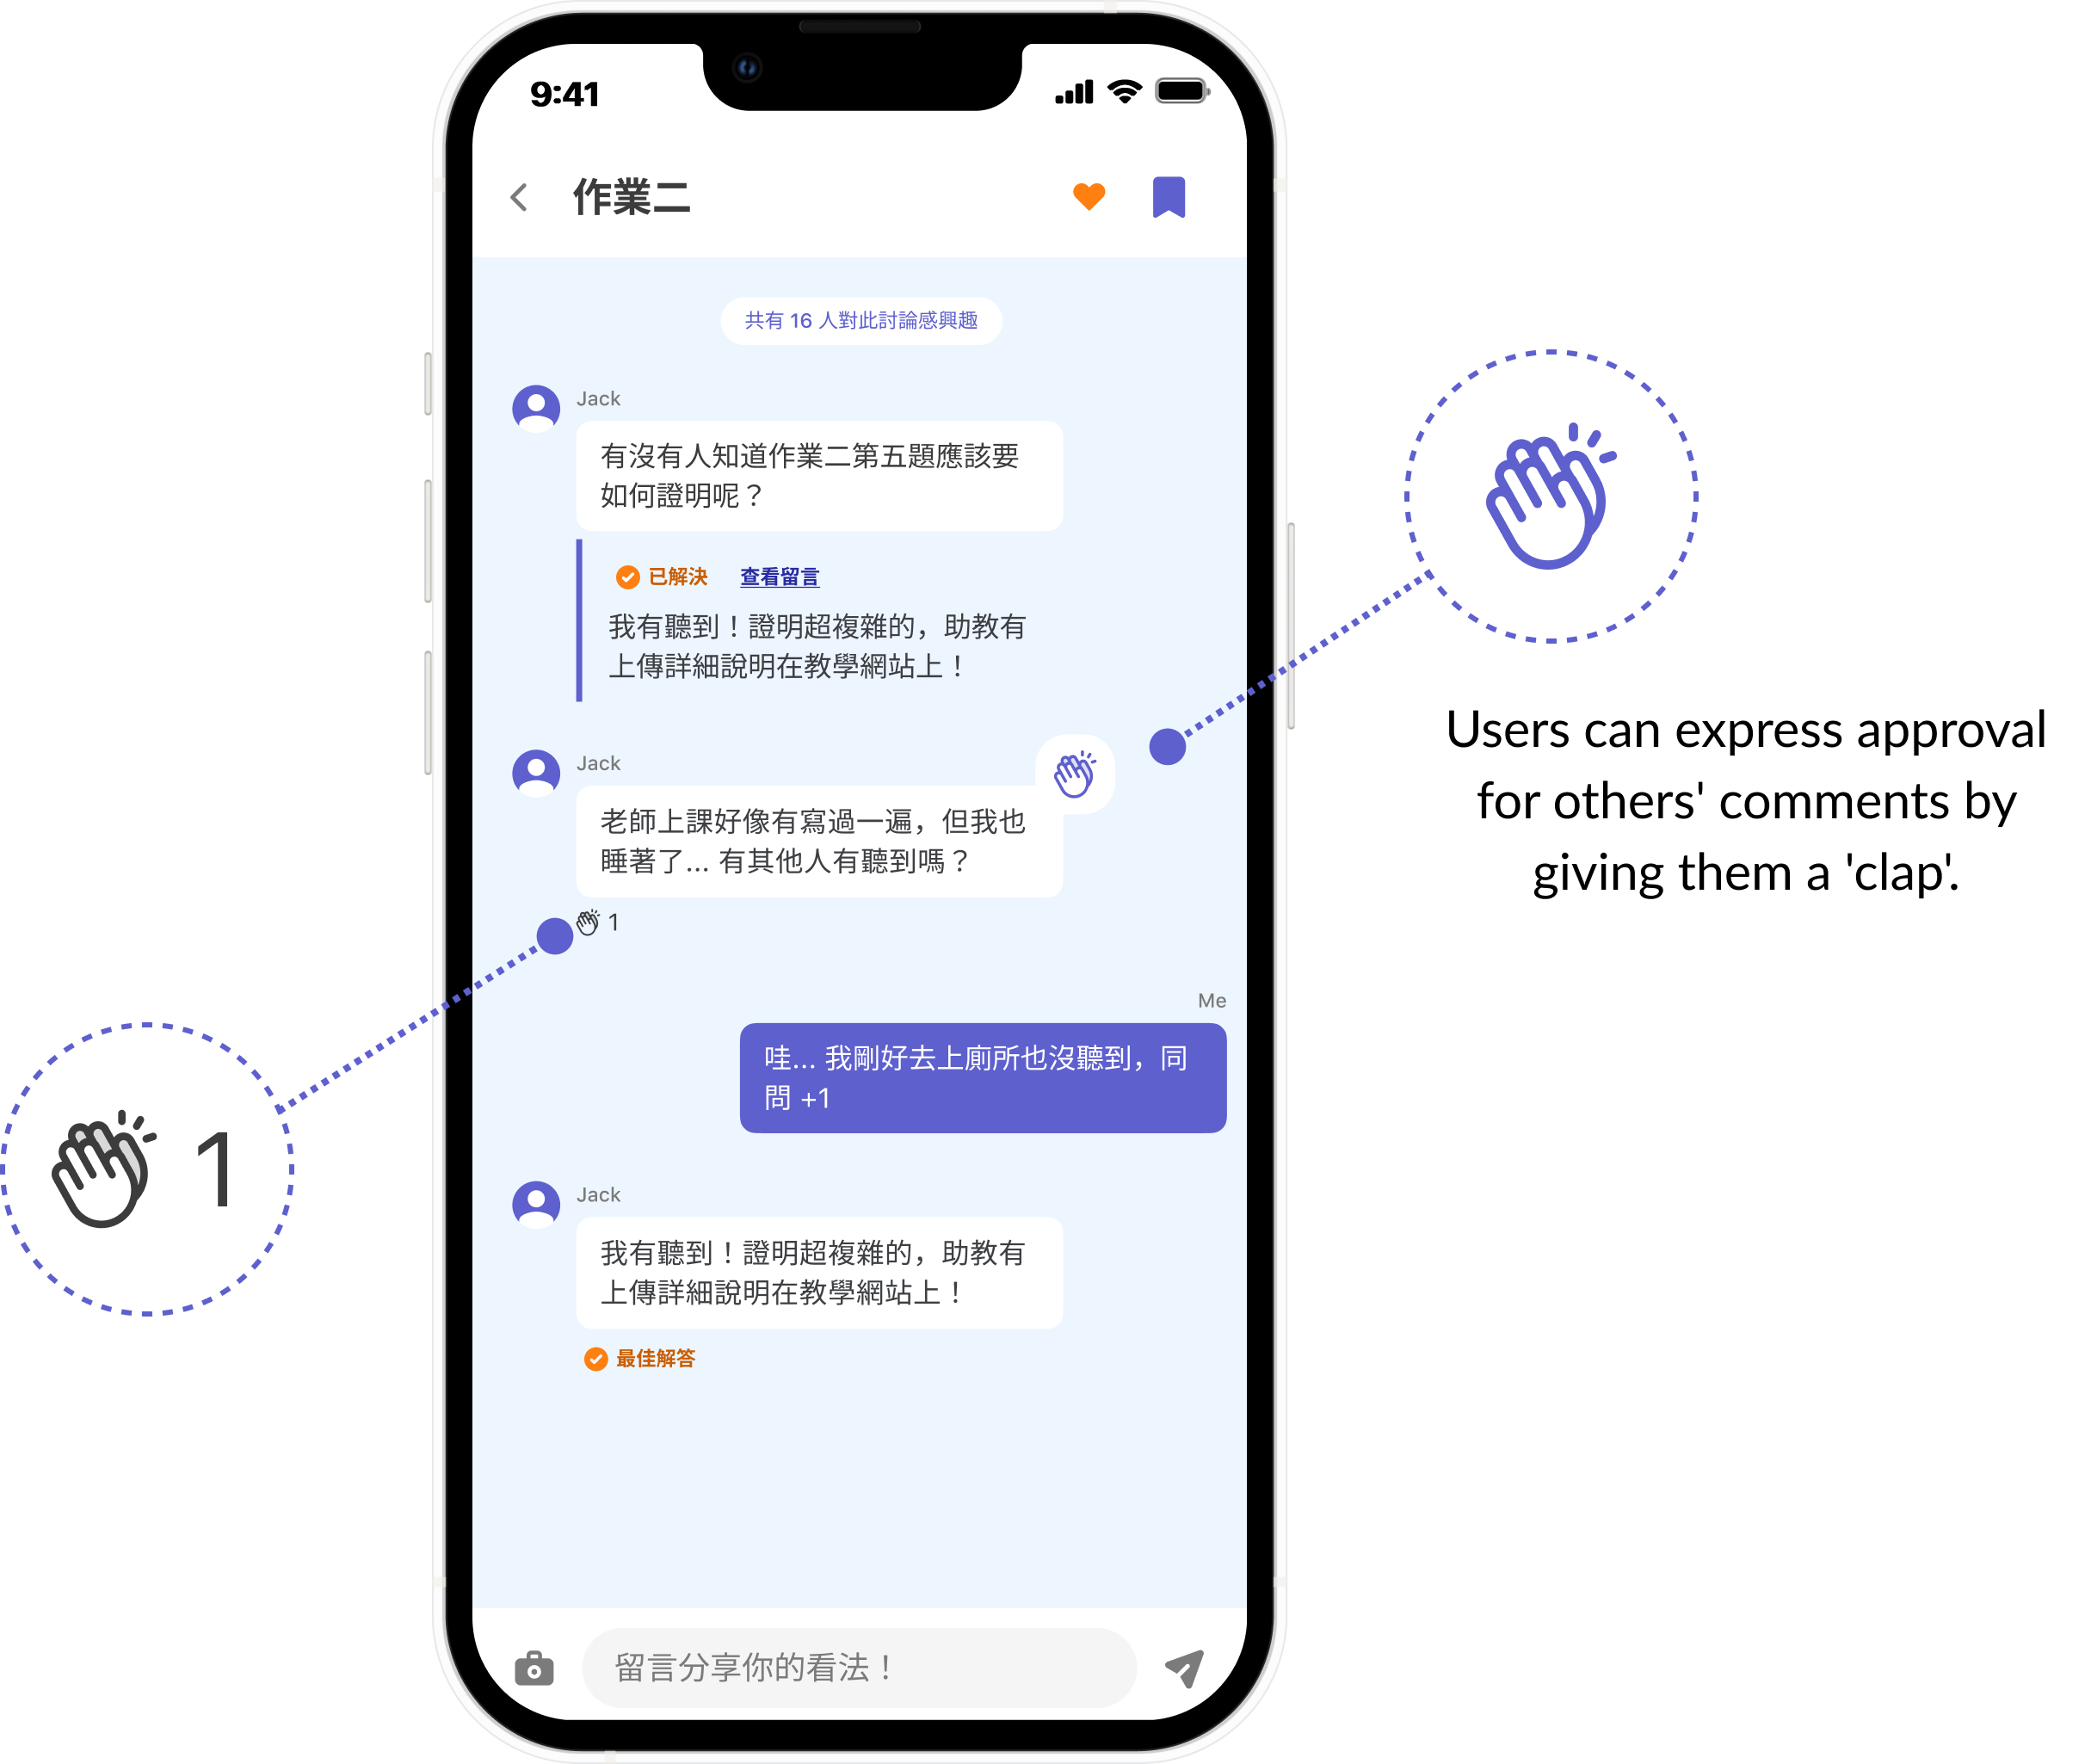 9:41
作業二
共有 16 人對此討論感興趣
Jack
有沒有人知道作業二第五題應該要
如何證明呢？
已解決 查看留言
我有聽到！證明超複雜的，助教有
上傳詳細說明在教學網站上！
Jack
老師上課好像有寫過一遍，但我也
睡著了... 有其他人有聽到嗎？
1
Me
哇... 我剛好去上廁所也沒聽到，同
問 +1
Jack
我有聽到！證明超複雜的，助教有
上傳詳細說明在教學網站上！
最佳解答
留言分享你的看法！
Users can express approval
for others' comments by
giving them a 'clap'.
1